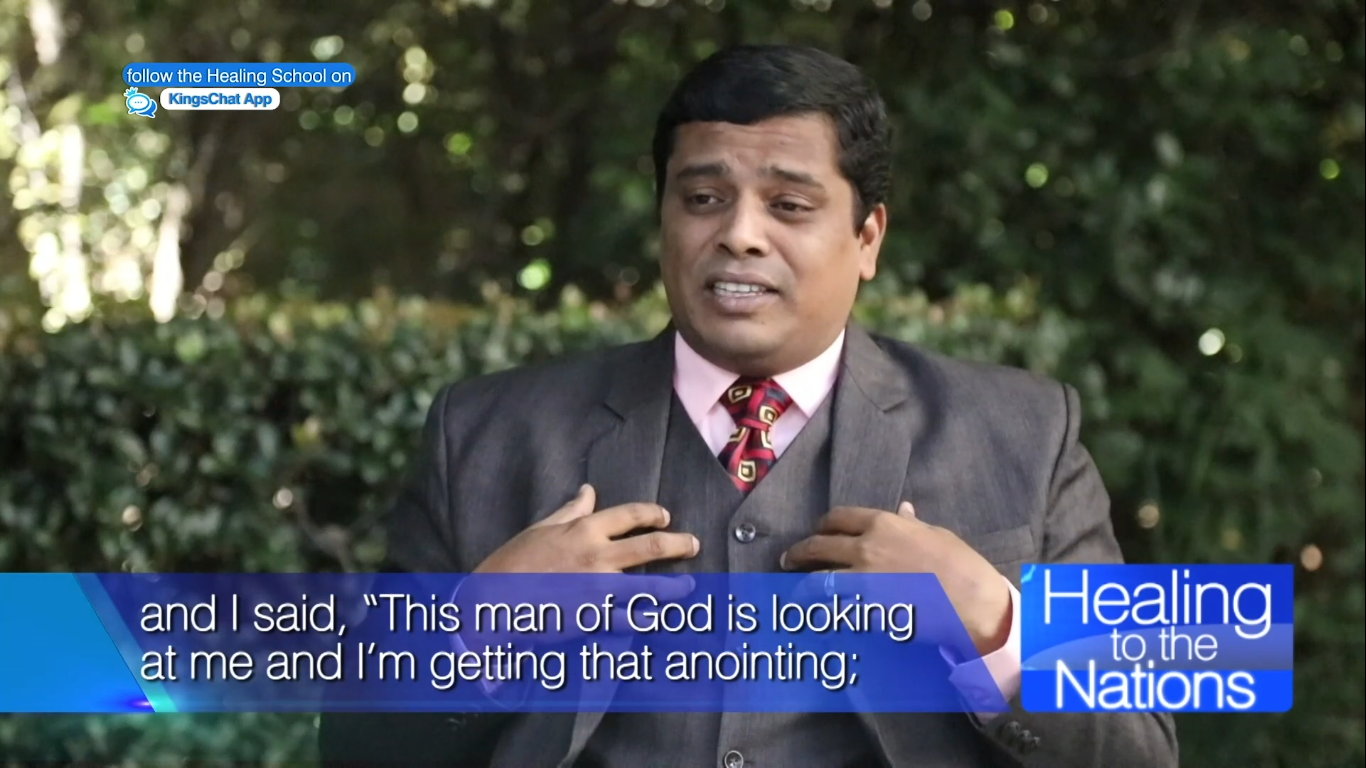 follow the Healing School on
KingsChat App
and I said, “This man of God is looking
at me and I’m getting that anointing;
Healing
to the
Nations